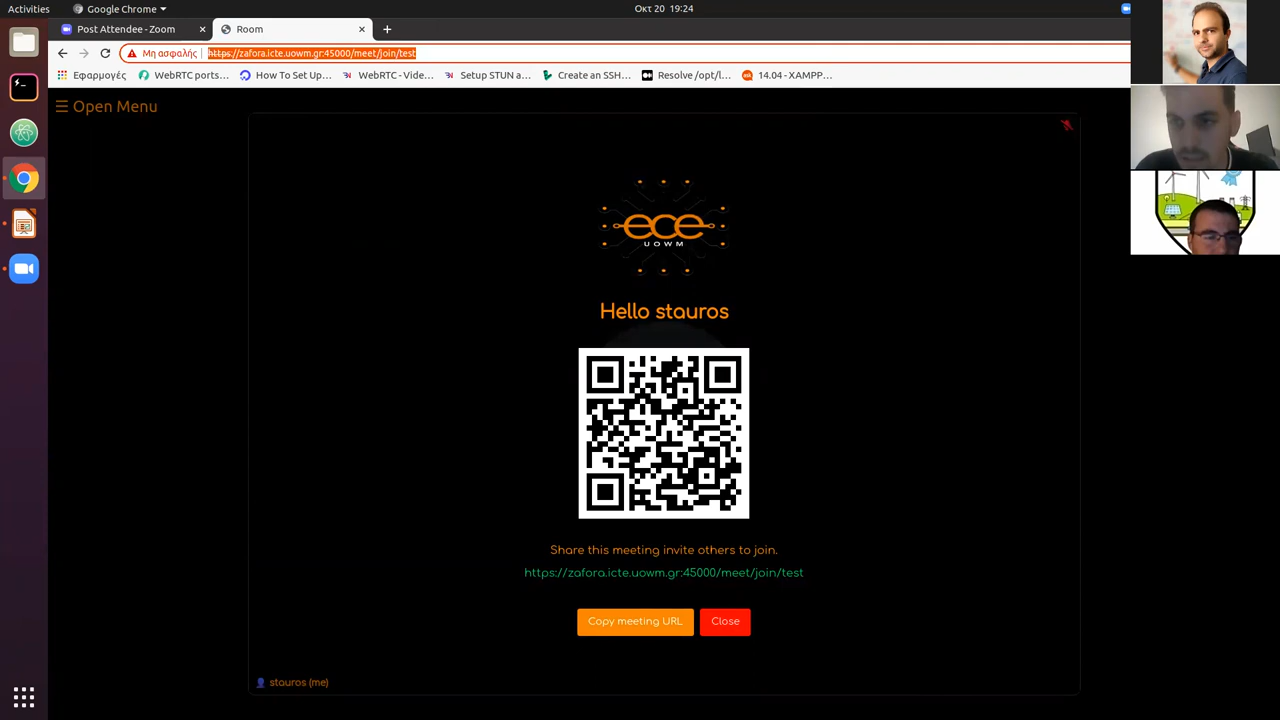 Activities
Google Chrome
Οκτ 20 19:24
Post Attendee - Zoom
Room
Μη ασφαλής
https://zafora.icte.uowm.gr:45000/meet/join/test
Εφαρμογές
WebRTC ports...
How To Set Up...
WebRTC - Vide...
Setup STUN a...
Create an SSH...
Resolve /opt/l...
14.04 - XAMPP...
☰ Open Menu
ece
UOWM
Hello stauros
Share this meeting invite others to join.
https://zafora.icte.uowm.gr:45000/meet/join/test
Copy meeting URL
Close
stauros (me)